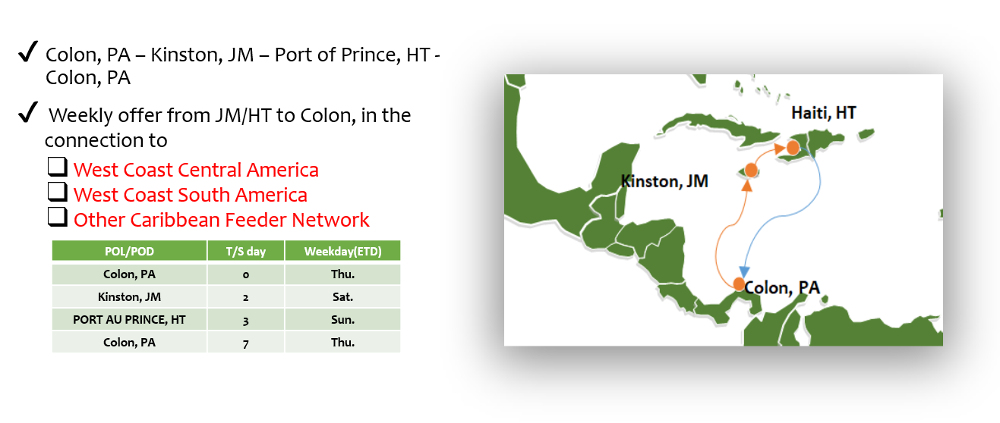 Colon, PA – Kinston, JM – Port of Prince, HT -
Colon, PA
Weekly offer from JM/HT to Colon, in the
connection to
West Coast Central America
West Coast South America
Other Caribbean Feeder Network
POL/POD T/S day Weekday(ETD)
Colon, PA 0 Thu.
Kinston, JM 2 Sat.
PORT AU PRINCE, HT 3 Sun.
Colon, PA 7 Thu.
Haiti, HT
Kinston, JM
Colon, PA